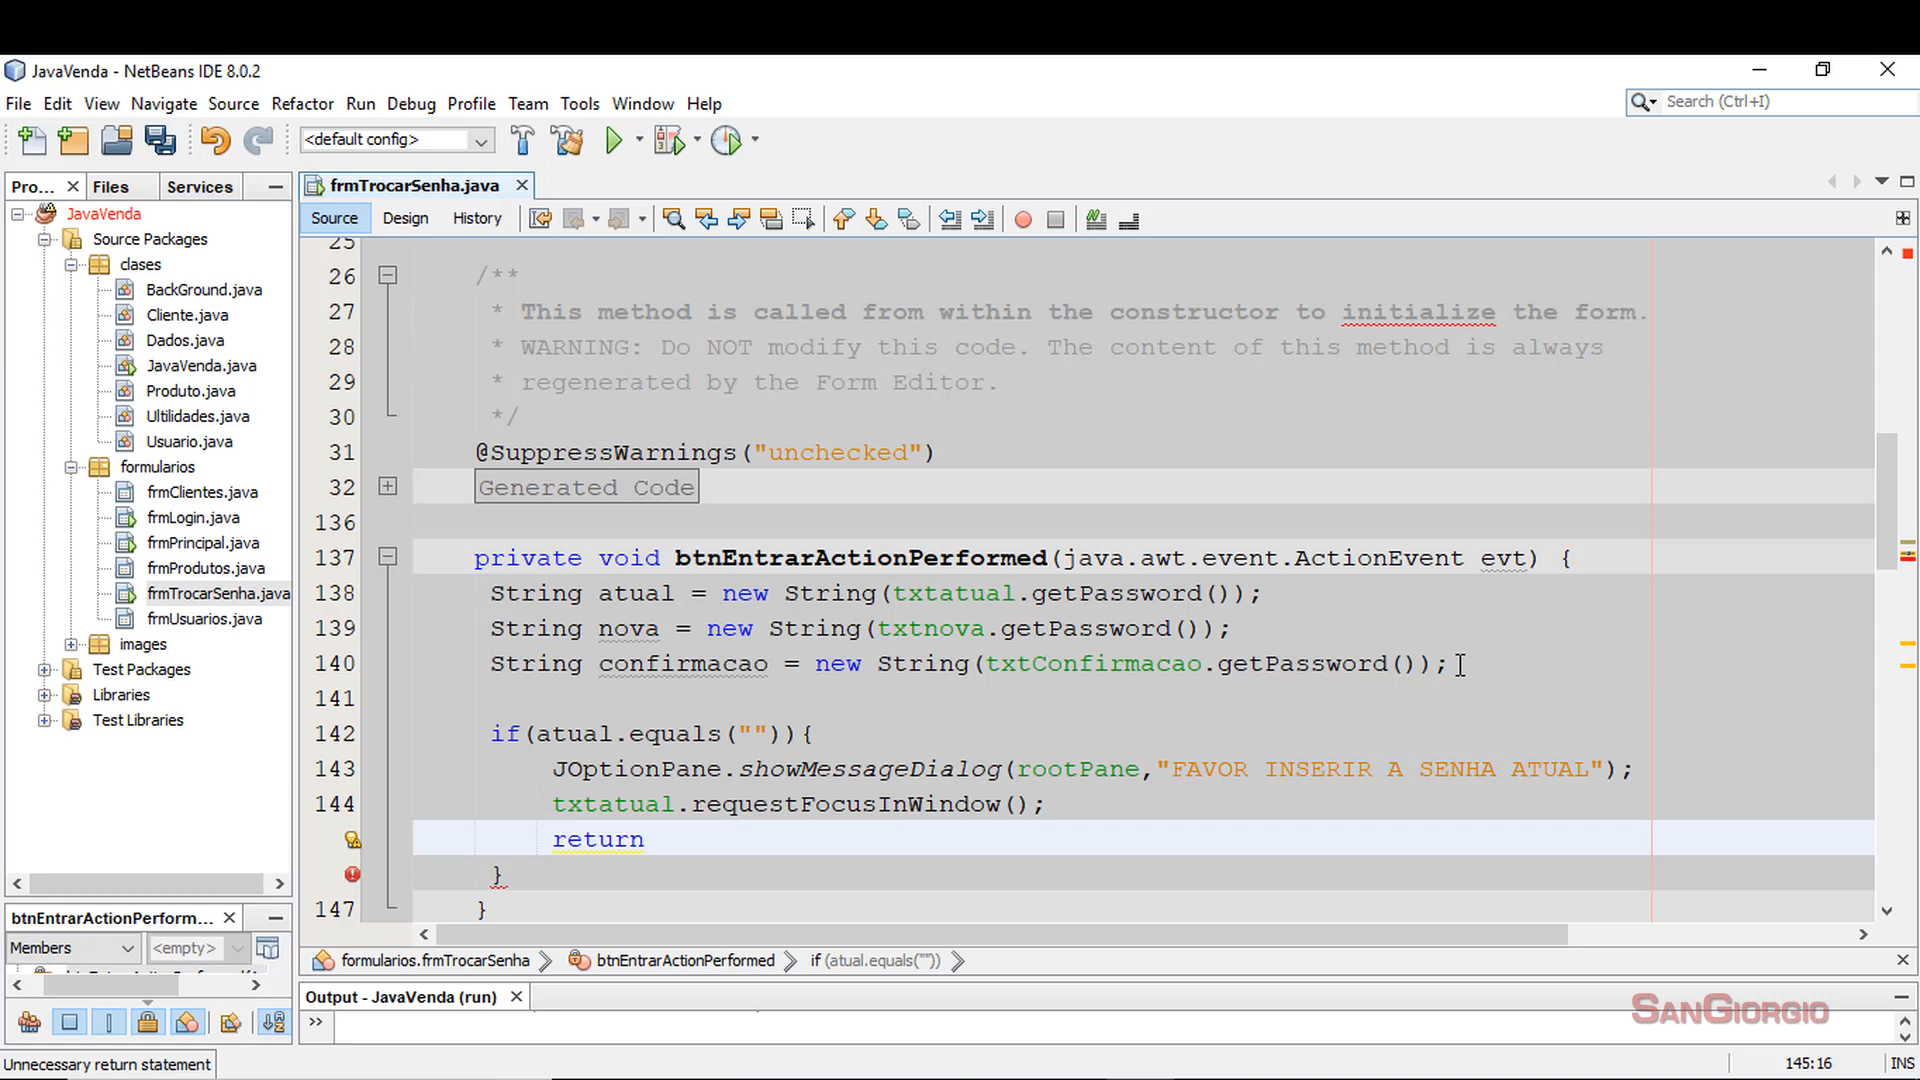 JavaVenda - NetBeans IDE 8.0.2
File Edit View Navigate Source Refactor Run Debug Profile Team Tools Window Help
Search (Ctrl+I)
<default config>
Pro... Files Services
frmTrocarSenha.java
Source Design History
JavaVenda
Source Packages
clases
BackGround.java
Cliente.java
Dados.java
JavaVenda.java
Produto.java
Ultilidades.java
Usuario.java
formularios
frmClientes.java
frmLogin.java
frmPrincipal.java
frmProdutos.java
frmTrocarSenha.java
frmUsuarios.java
images
Test Packages
Libraries
Test Libraries
25
26 /**
27 * This method is called from within the constructor to initialize the form.
28 * WARNING: Do NOT modify this code. The content of this method is always
29 * regenerated by the Form Editor.
30 */
31 @SuppressWarnings("unchecked")
32 Generated Code
136
137 private void btnEntrarActionPerformed(java.awt.event.ActionEvent evt) {
138 String atual = new String(txtatual.getPassword());
139 String nova = new String(txtnova.getPassword());
140 String confirmacao = new String(txtConfirmacao.getPassword());
141
142 if(atual.equals("")){
143 JOptionPane.showMessageDialog(rootPane,"FAVOR INSERIR A SENHA ATUAL");
144 txtatual.requestFocusInWindow();
return
}
147 }
btnEntrarActionPerform...
Members <empty>
formularios.frmTrocarSenha btnEntrarActionPerformed if (atual.equals(""))
Output - JavaVenda (run)
>>
SANGIORGIO
Unnecessary return statement
145:16 INS